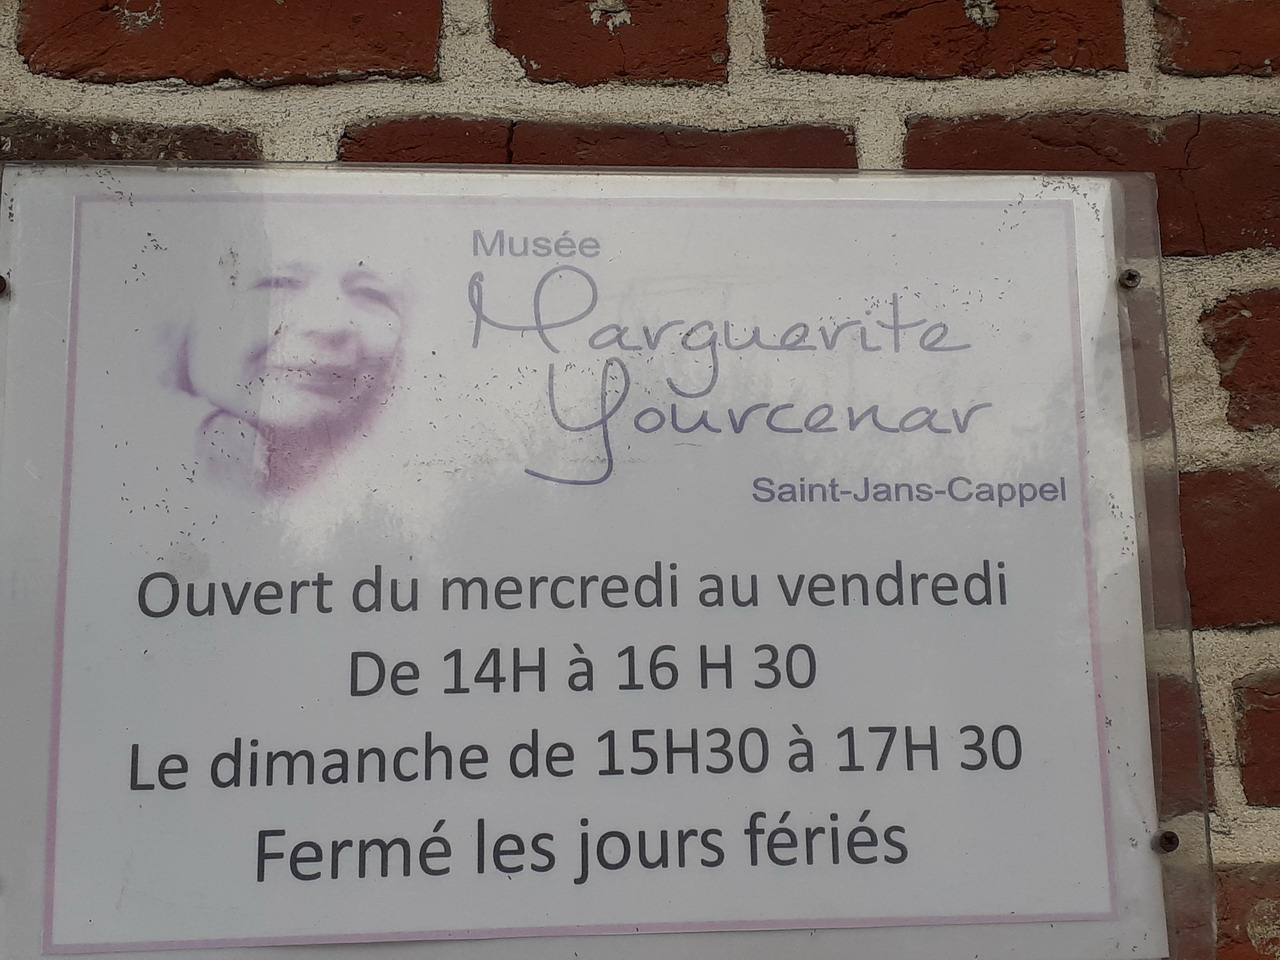 Musée
Marguerite
Yourcenar
Saint-Jans-Cappel
Ouvert du mercredi au vendredi
De 14H à 16 H 30
Le dimanche de 15H30 à 17H 30
Fermé les jours fériés